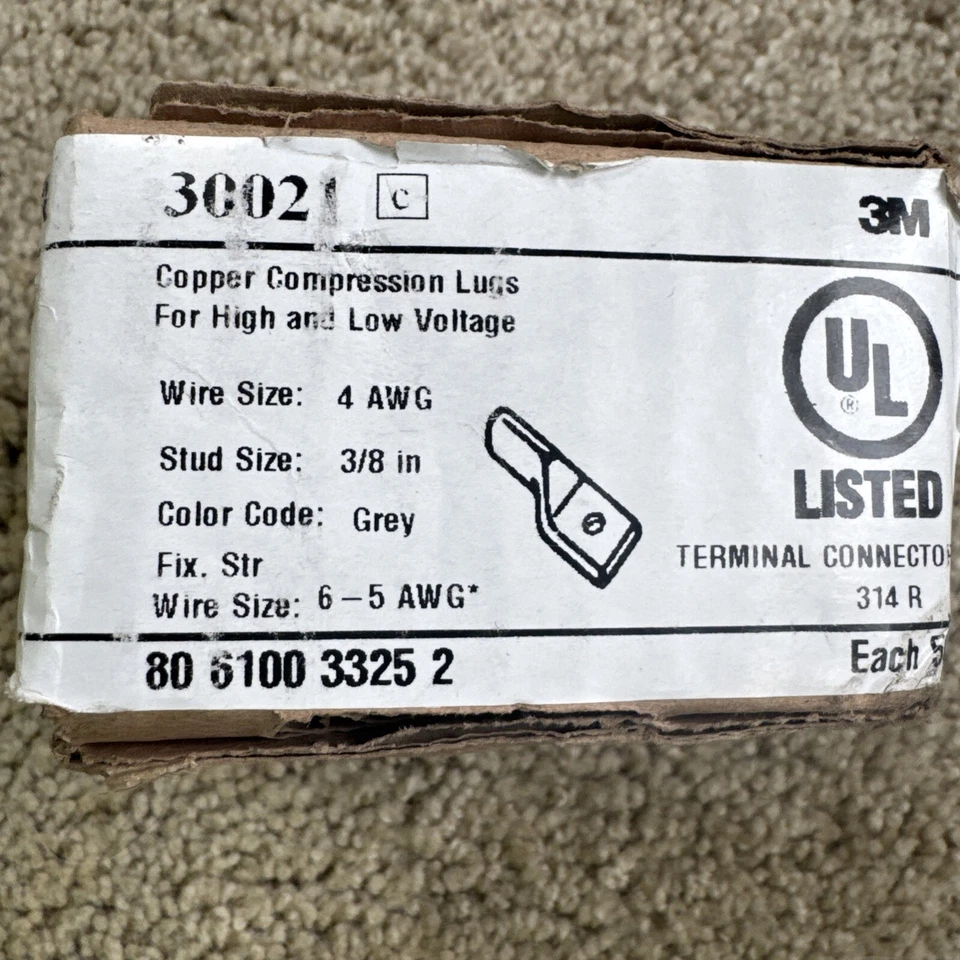 30021 C
3M
Copper Compression Lugs
For High and Low Voltage
Wire Size: 4 AWG
Stud Size: 3/8 in
Color Code: Grey
Fix. Str
Wire Size: 6-5 AWG*
UL
®
LISTED
TERMINAL CONNECTO
314 R
80 6100 3325 2
Each 5